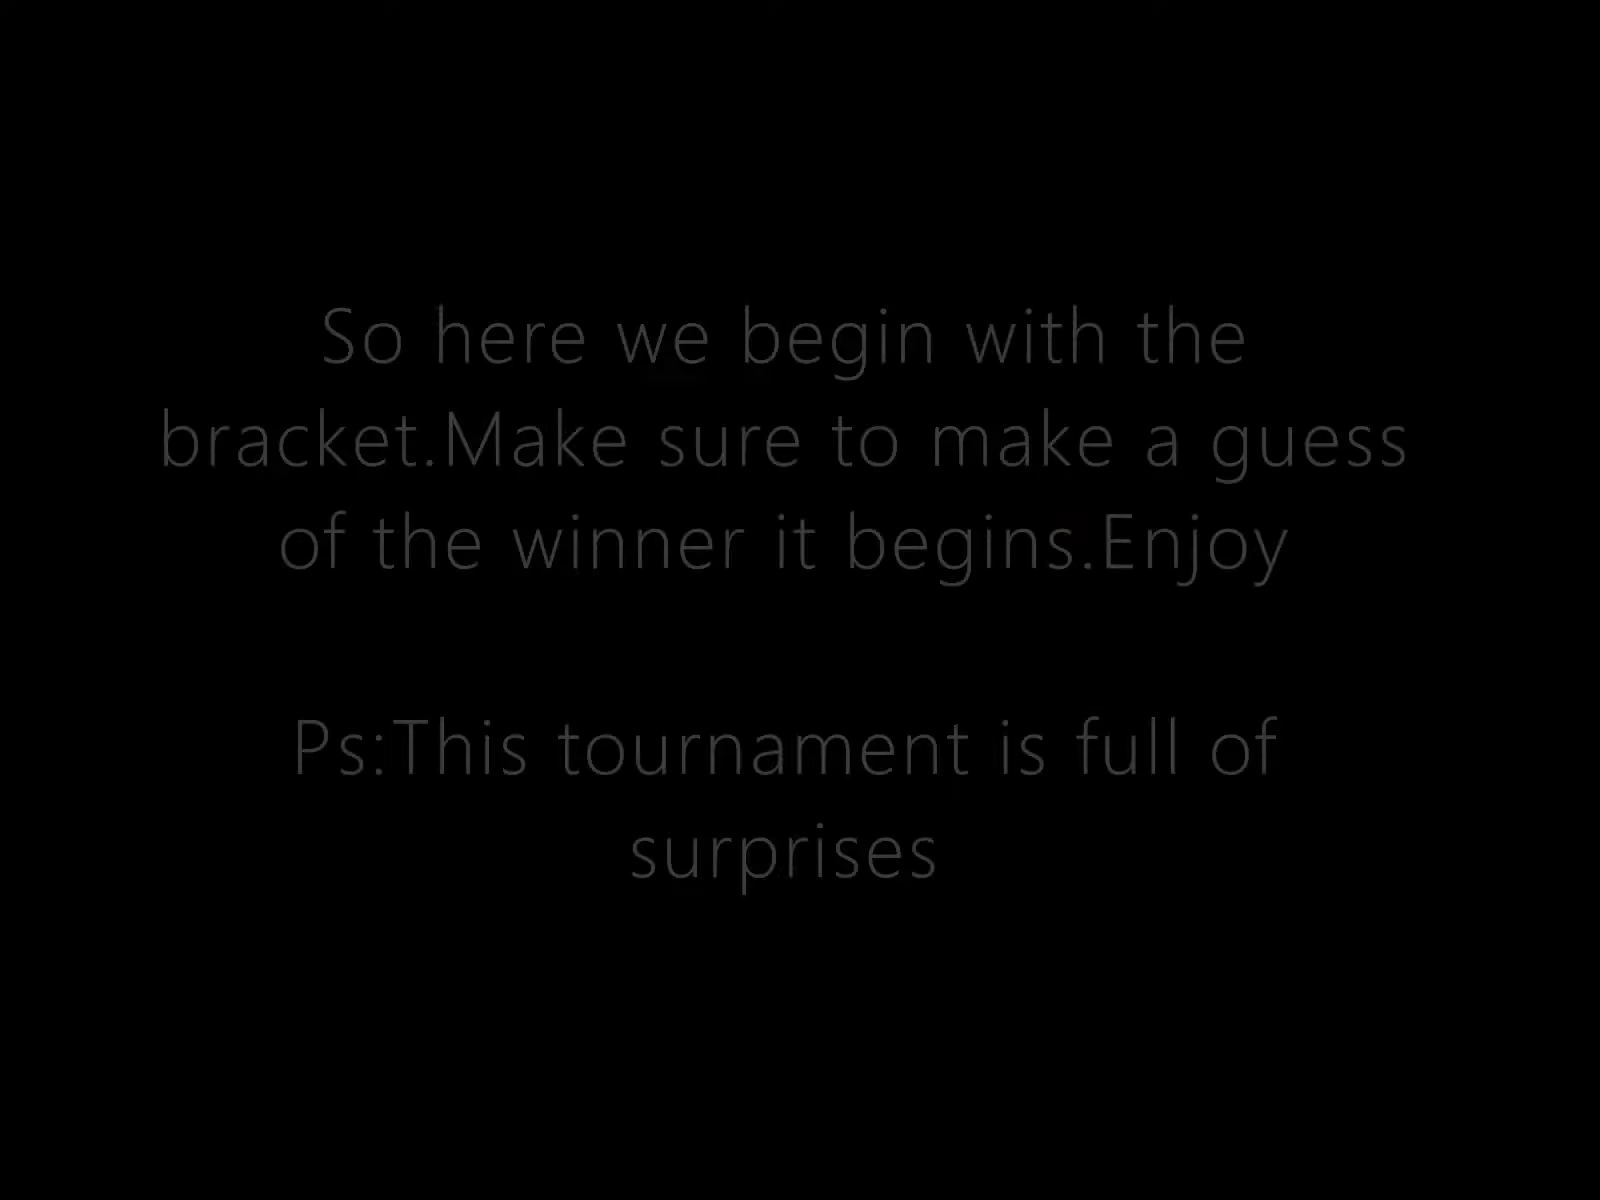 So here we begin with the
bracket.Make sure to make a guess
of the winner it begins.Enjoy
Ps:This tournament is full of
surprises